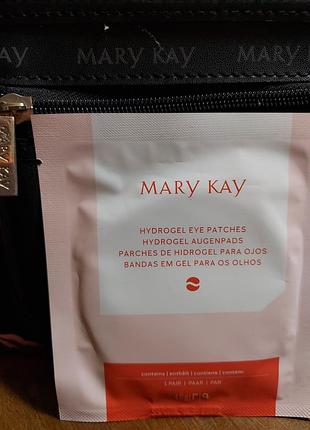 MARY KAY MARY KAY
MARY KAY
MARY KAY
HYDROGEL EYE PATCHES
HYDROGEL AUGENPADS
PARCHES DE HIDROGEL PARA OJOS
BANDAS EM GEL PARA OS OLHOS
contains | enthält | contiene | contém:
1 PAIR | PAAR | PAR